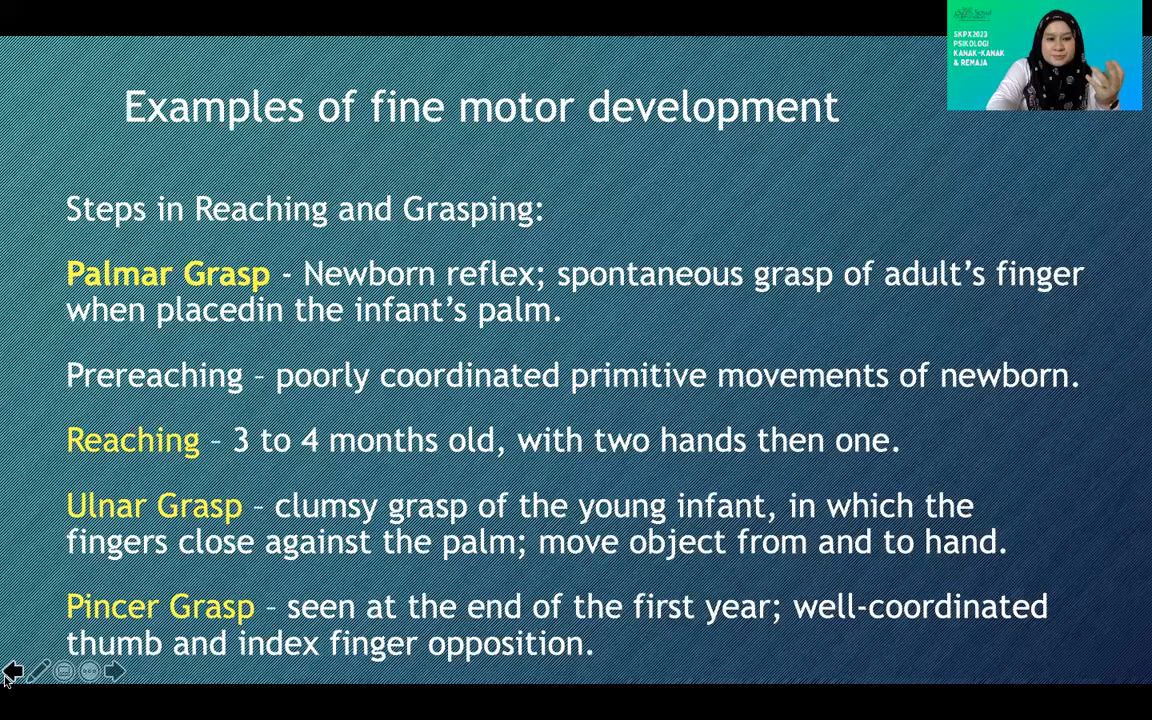 Examples of fine motor development
SKPX2023
PSIKOLOGI
KANAK-KANAK
& REMAJA
Steps in Reaching and Grasping:
Palmar Grasp - Newborn reflex; spontaneous grasp of adult’s finger
when placedin the infant’s palm.
Prereaching – poorly coordinated primitive movements of newborn.
Reaching – 3 to 4 months old, with two hands then one.
Ulnar Grasp – clumsy grasp of the young infant, in which the
fingers close against the palm; move object from and to hand.
Pincer Grasp – seen at the end of the first year; well-coordinated
thumb and index finger opposition.